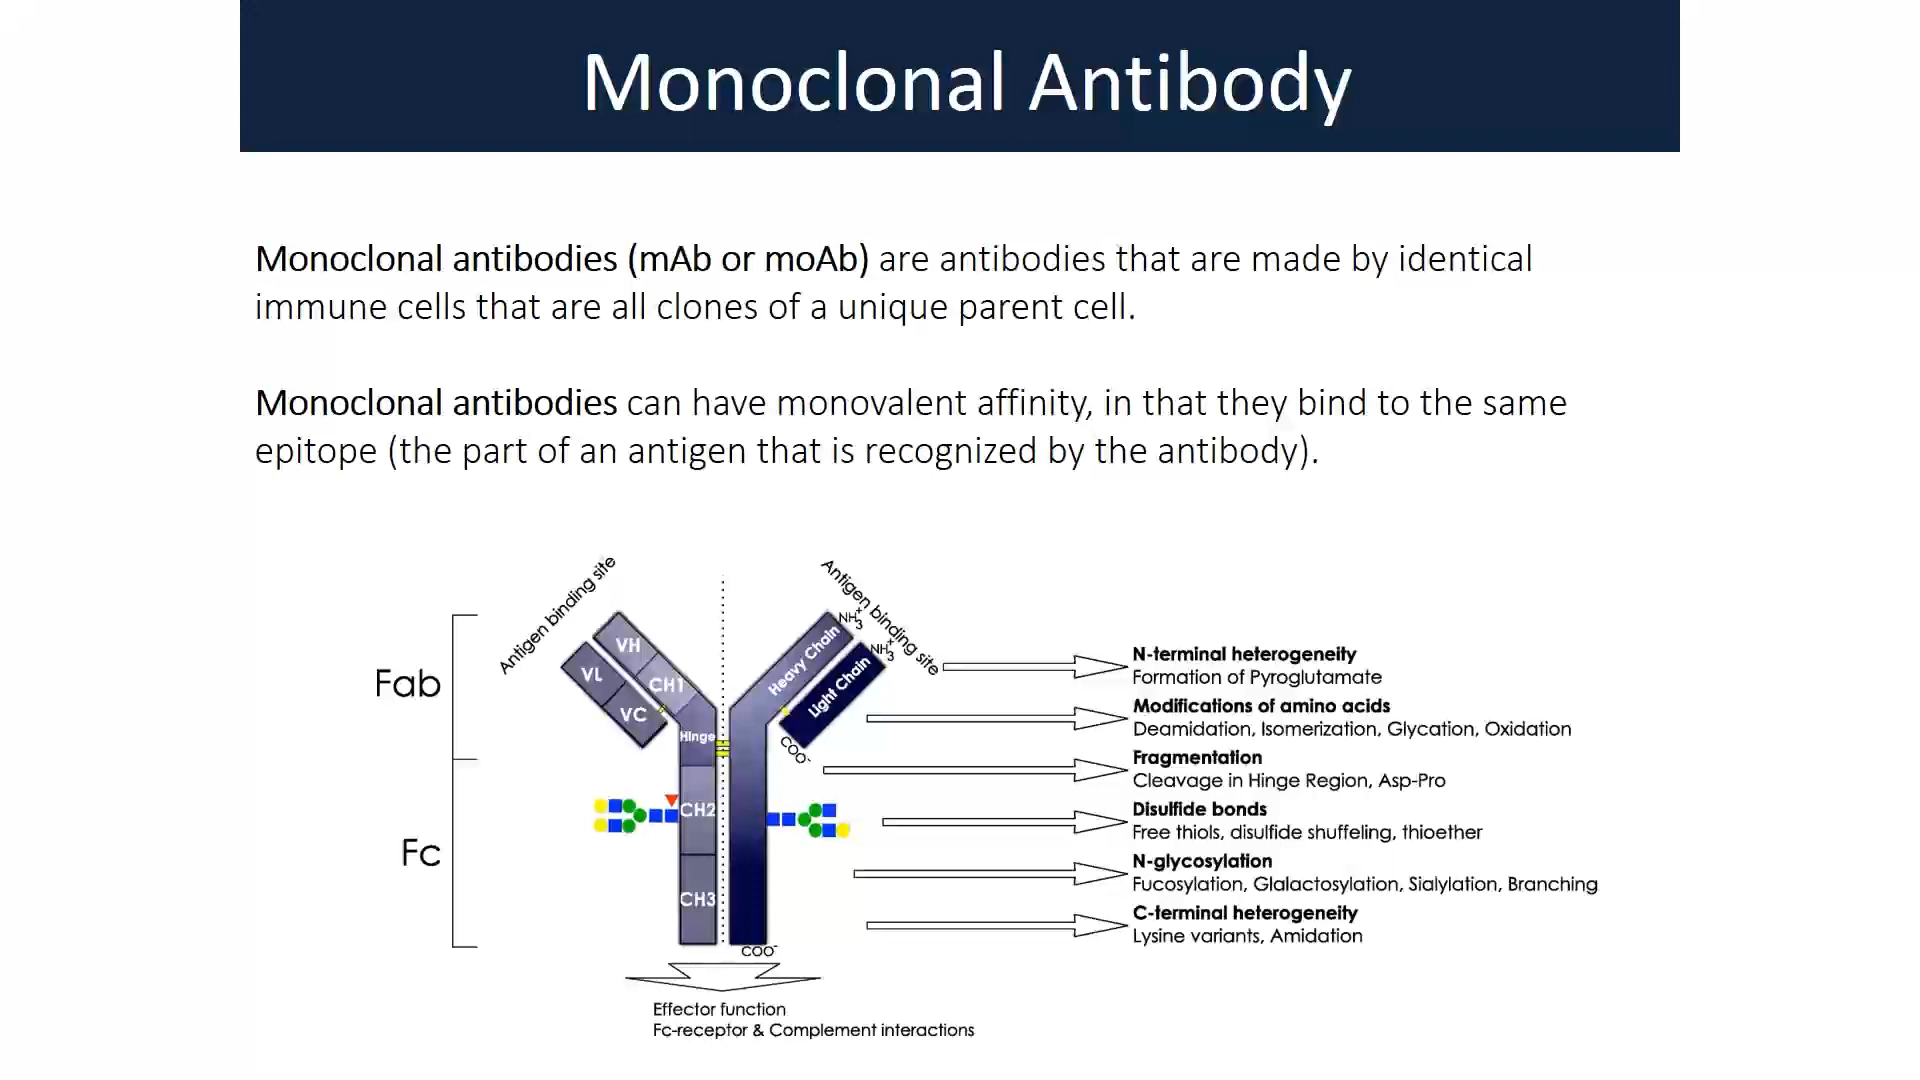 Monoclonal Antibody
Monoclonal antibodies (mAb or moAb) are antibodies that are made by identical
immune cells that are all clones of a unique parent cell.
Monoclonal antibodies can have monovalent affinity, in that they bind to the same
epitope (the part of an antigen that is recognized by the antibody).
Antigen binding site
Antigen binding site
Fab
Fc
VH
VL
CH1
VC
Hinge
CH2
CH3
Heavy Chain
Light Chain
NH3+
NH3+
COO-
COO-
N-terminal heterogeneity
Formation of Pyroglutamate
Modifications of amino acids
Deamidation, Isomerization, Glycation, Oxidation
Fragmentation
Cleavage in Hinge Region, Asp-Pro
Disulfide bonds
Free thiols, disulfide shuffeling, thioether
N-glycosylation
Fucosylation, Glalactosylation, Sialylation, Branching
C-terminal heterogeneity
Lysine variants, Amidation
Effector function
Fc-receptor & Complement interactions